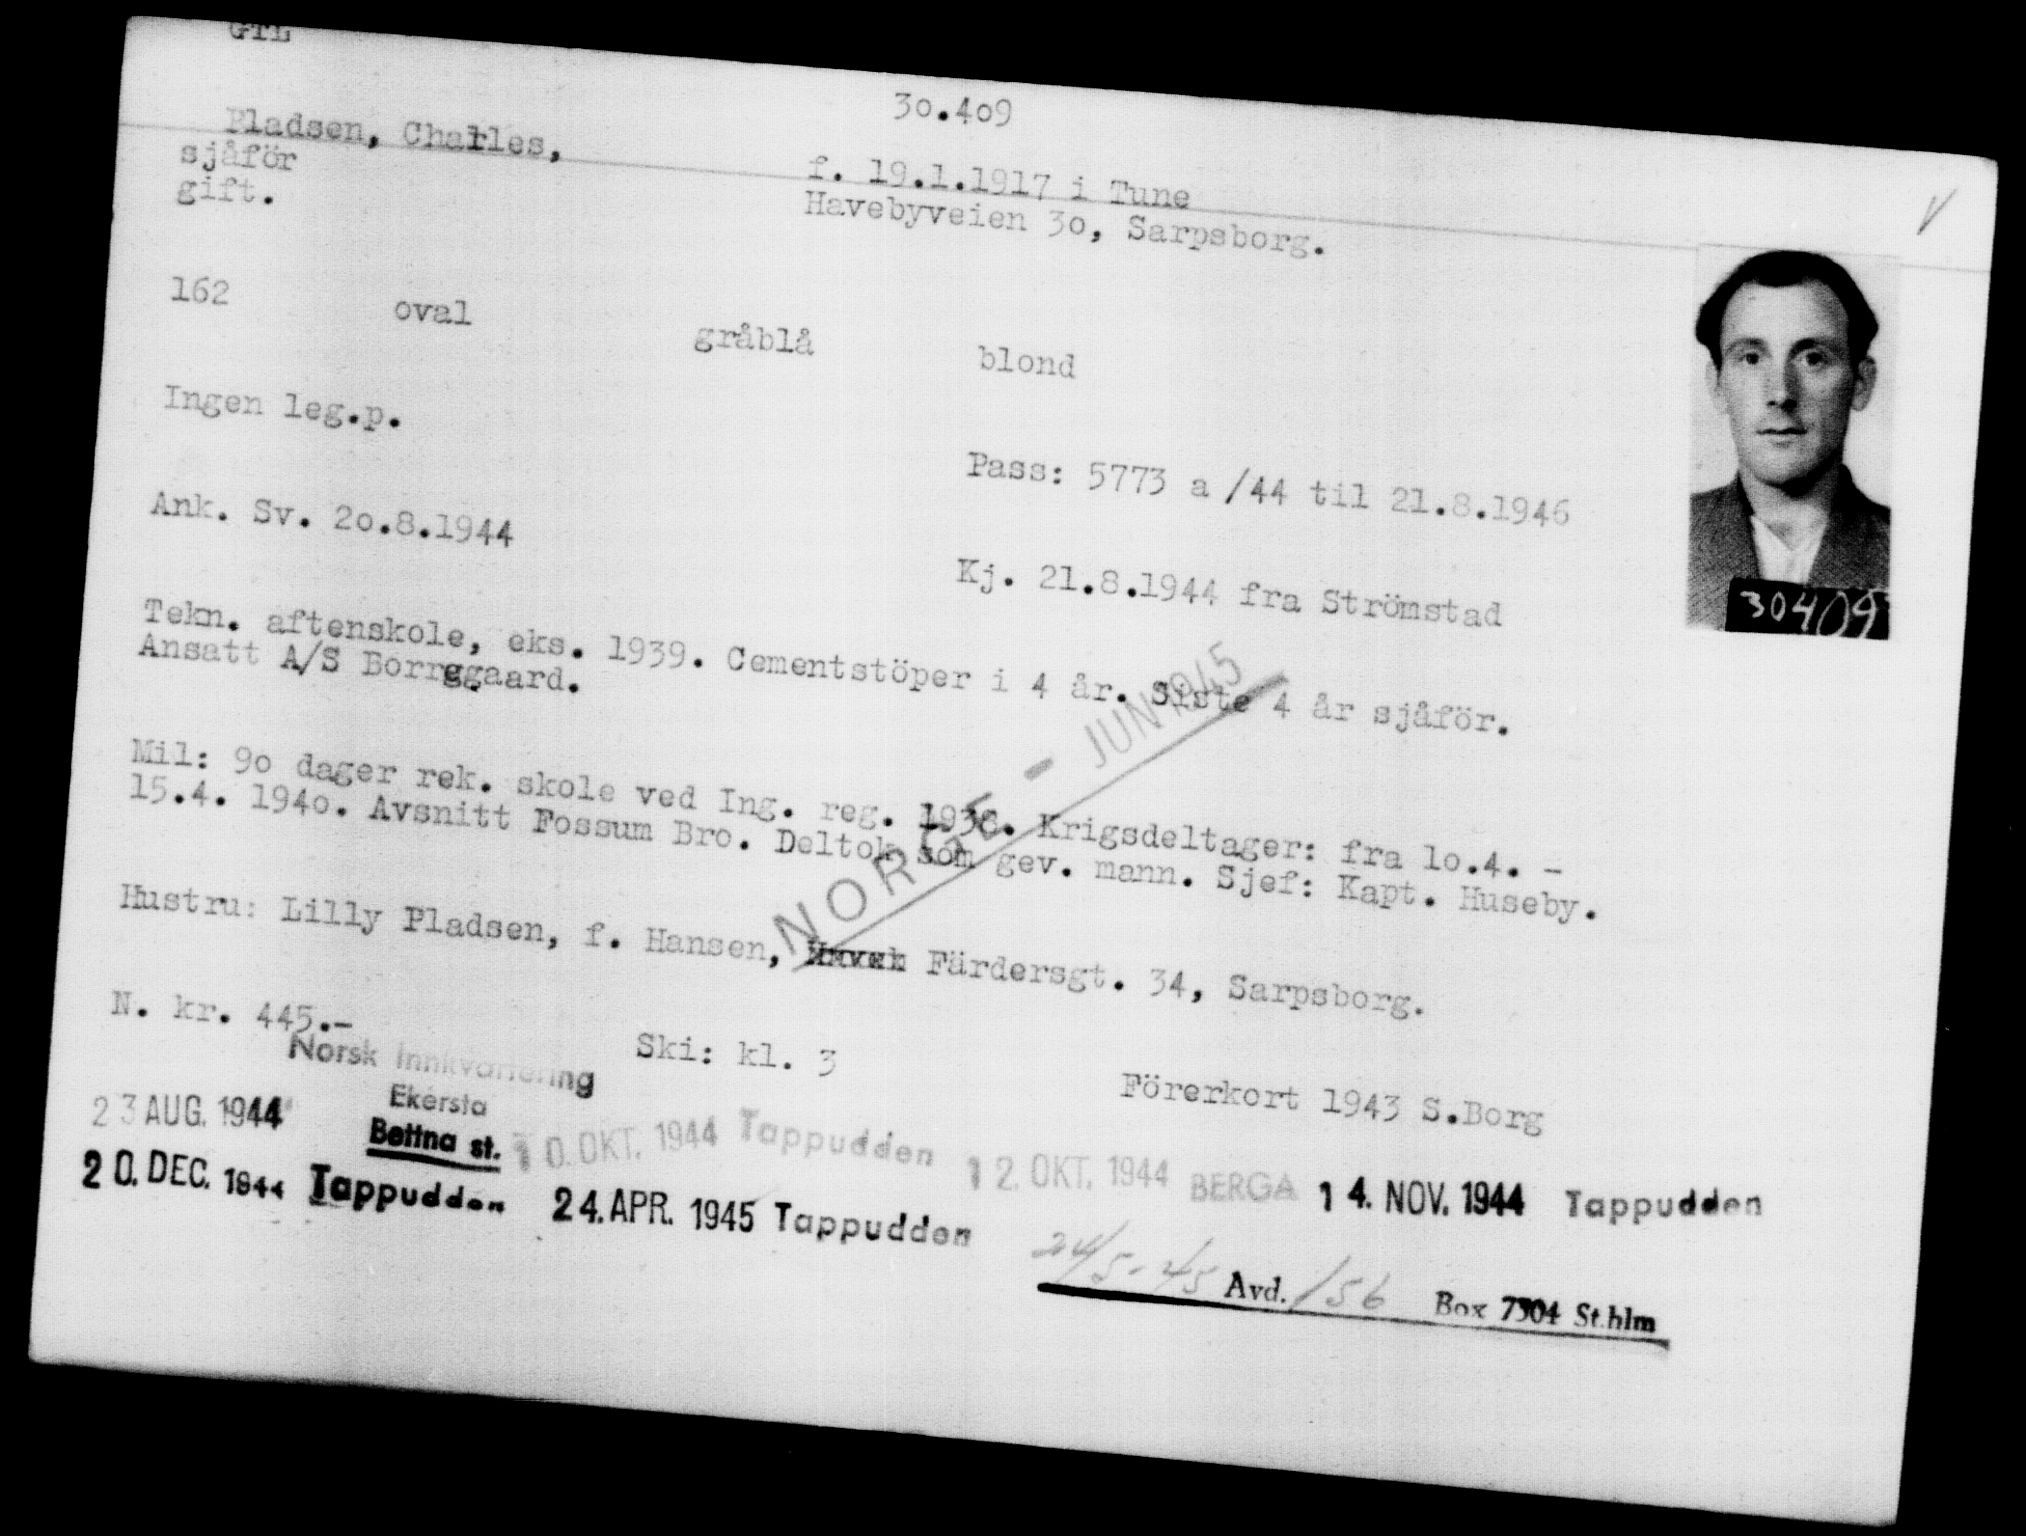 30.409
Pladsen, Charles,
f. 19.1.1917 i Tune
sjåför
Havebyveien 30, Sarpsborg.
gift.
162 oval gråblå blond
Ingen leg.p.
Pass: 5773 a /44 til 21.8.1946
Ank. Sv. 20.8.1944
Kj. 21.8.1944 fra Strömstad
30409
Tekn. aftenskole, eks. 1939. Cementstöper i 4 år. Siste 4 år sjåför.
Ansatt A/S Borreggaard.
Mil: 90 dager rek. skole ved Ing. reg. 1938. Krigsdeltager: fra 10.4. -
15.4. 1940. Avsnitt Fossum Bro. Deltok som gev. mann. Sjef: Kapt. Huseby.
NORGE - JUN 1945
Hustru: Lilly Pladsen, f. Hansen, Färdersgt. 34, Sarpsborg.
N. kr. 445.-
Ski: kl. 3
Förerkort 1943 S.Borg
Norsk Innkvartering
Ekersta
Bettna st.
23 AUG. 1944
10. OKT. 1944 Tappudden
12. OKT. 1944 BERGA
14. NOV. 1944 Tappudden
20. DEC. 1944 Tappudden
24. APR. 1945 Tappudden
24/5-45 Avd. 156 Box 7304 St.hlm